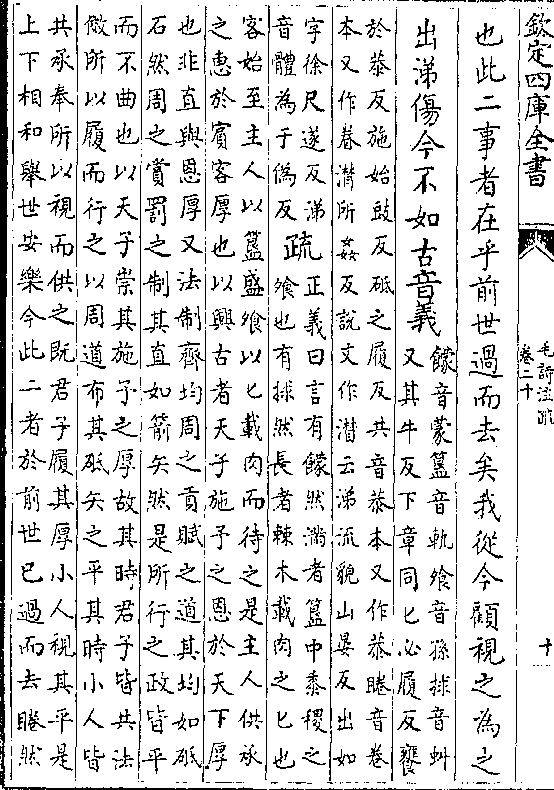 欽定四庫全書
毛詩注疏
卷二十
十
也此二事者在乎前世過而去矣我從今顧視之為之
出涕傷今不如古音義
饛音蒙簋音軌飧音孫捄音虯
又其牛反下章同匕必履反饔
於恭反施始豉反砥之履反共音恭本又作恭睠音卷
本又作眷潸所姦反説文作潸云涕流貌山晏反出如
字徐尺遂反涕
音體為于偽反
疏
正義曰言有饛然滿者簋中黍稷之
飧也有捄然長者棘木載肉之匕也
客始至主人以簋盛飧以匕載肉而待之是主人供承
之惠於賓客厚也以興古者天子施予之恩於天下厚
也非直與恩厚又法制齊均周之貢賦之道其均如砥
石然周之賞罰之制其直如箭矢然是所行之政皆平
而不曲也以天子崇其施予之厚故其時君子皆共法
傚所以履而行之以周道布其砥矢之平其時小人皆
共承奉所以視而供之既君子履其厚小人視其平是
上下相和舉世安樂今此二者於前世已過而去睠然